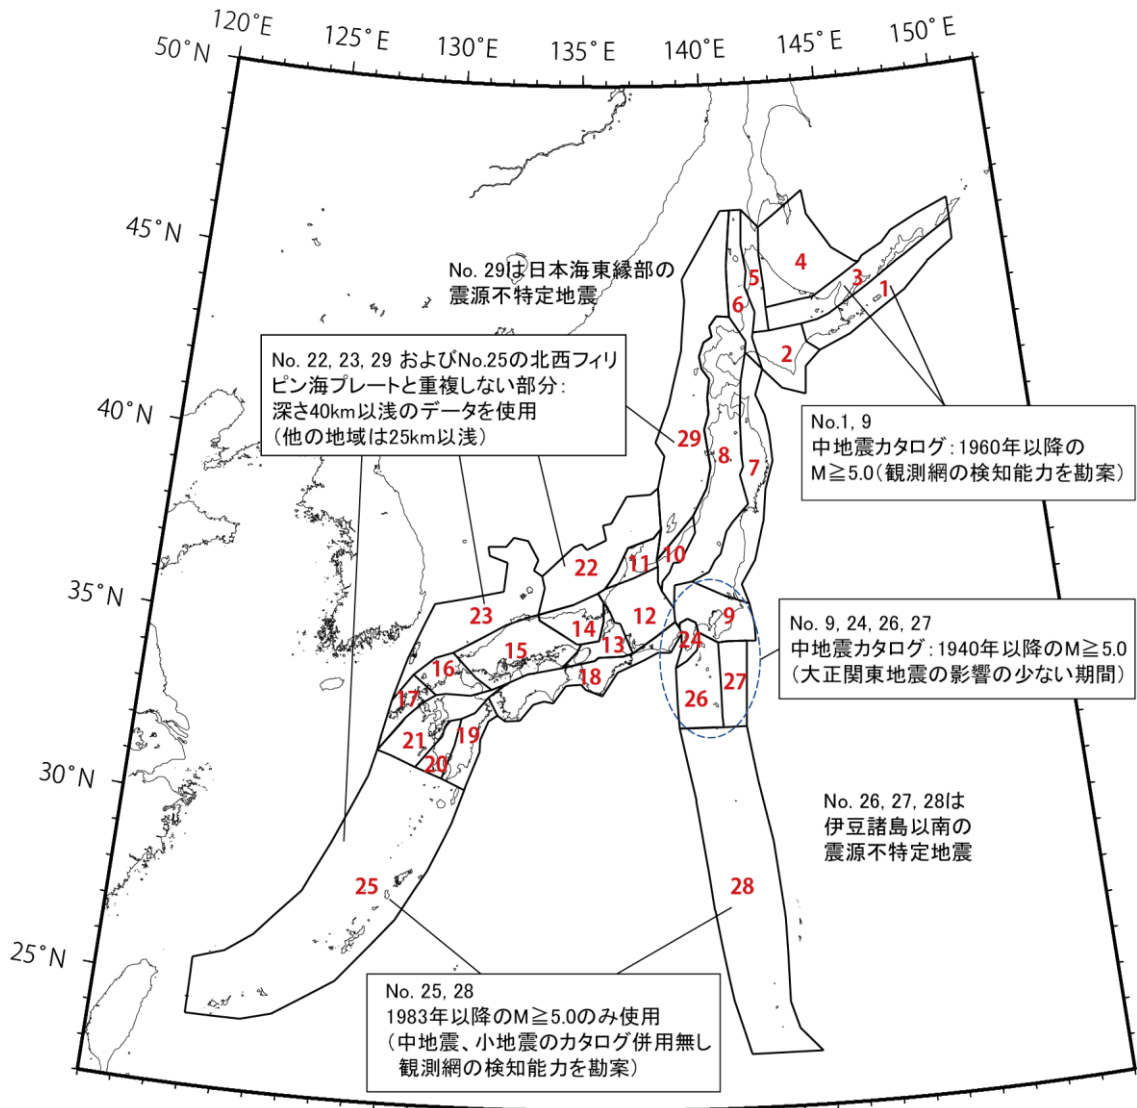 120°E
125°E
130°E
135°E
140°E
145°E
150°E
50°N
45°N
40°N
35°N
30°N
25°N
No. 29は日本海東縁部の
震源不特定地震
No. 22, 23, 29 およびNo.25の北西フィリ
ピン海プレートと重複しない部分:
深さ40km以浅のデータを使用
(他の地域は25km以浅)
No.1, 9
中地震カタログ:1960年以降の
M≧5.0(観測網の検知能力を勘案)
No. 9, 24, 26, 27
中地震カタログ:1940年以降のM≧5.0
(大正関東地震の影響の少ない期間)
No. 26, 27, 28は
伊豆諸島以南の
震源不特定地震
No. 25, 28
1983年以降のM≧5.0のみ使用
(中地震、小地震のカタログ併用無し
観測網の検知能力を勘案)
4
5
3
1
6
2
29
8
7
11
10
22
23
12
9
14
13
24
15
16
18
17
26
27
19
21
20
25
28